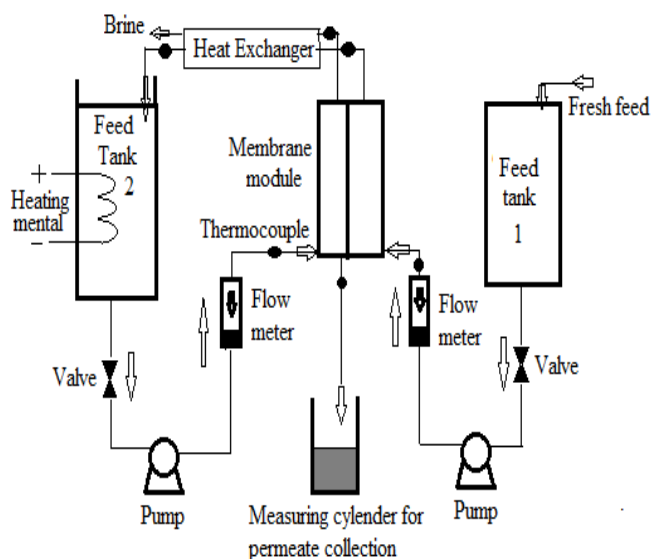 Brine
Heat Exchanger
Fresh feed
Feed
Tank
2
Membrane
module
Feed
tank
1
+
Heating
mental
−
Thermocouple
Flow
meter
Flow
meter
Valve
Valve
Pump
Measuring cylender for
permeate collection
Pump